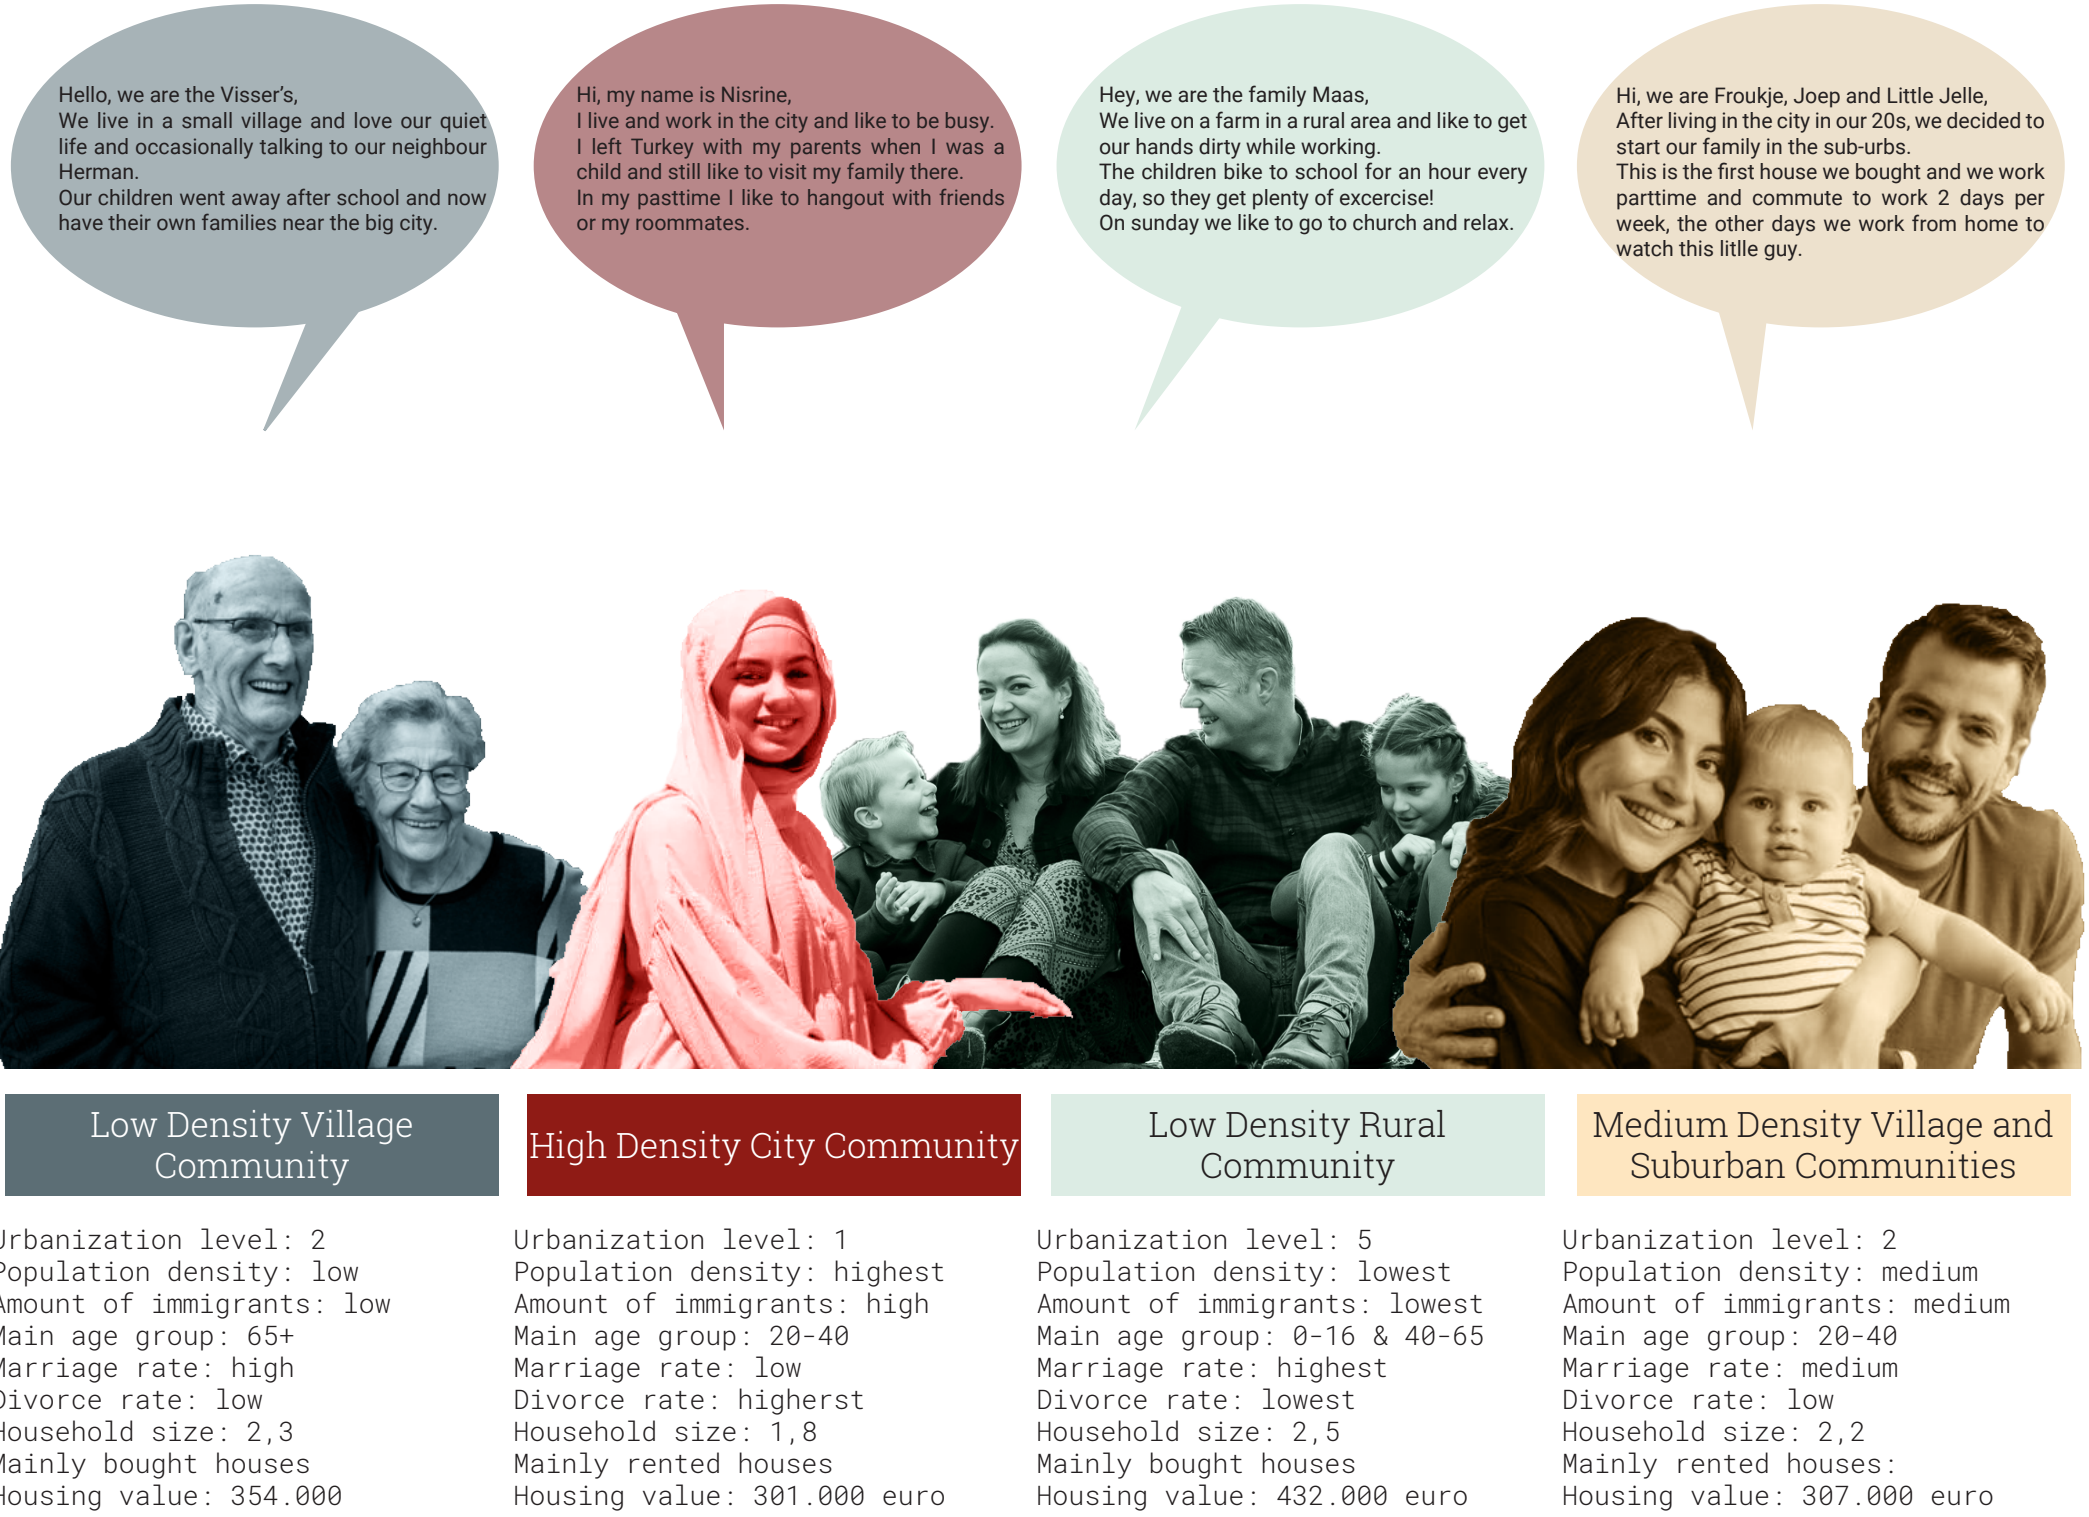 Hello, we are the Visser's,
We live in a small village and love our quiet
life and occasionally talking to our neighbour
Herman.
Our children went away after school and now
have their own families near the big city.
Hi, my name is Nisrine,
I live and work in the city and like to be busy.
I left Turkey with my parents when I was a
child and still like to visit my family there.
In my pasttime I like to hangout with friends
or my roommates.
Hey, we are the family Maas,
We live on a farm in a rural area and like to get
our hands dirty while working.
The children bike to school for an hour every
day, so they get plenty of excercise!
On sunday we like to go to church and relax.
Hi, we are Froukje, Joep and Little Jelle,
After living in the city in our 20s, we decided to
start our family in the sub-urbs.
This is the first house we bought and we work
parttime and commute to work 2 days per
week, the other days we work from home to
watch this litlle guy.
Low Density Village
Community
Urbanization level: 2
Population density: low
Amount of immigrants: low
Main age group: 65+
Marriage rate: high
Divorce rate: low
Household size: 2,3
Mainly bought houses
Housing value: 354.000
High Density City Community
Urbanization level: 1
Population density: highest
Amount of immigrants: high
Main age group: 20-40
Marriage rate: low
Divorce rate: higherst
Household size: 1,8
Mainly rented houses
Housing value: 301.000 euro
Low Density Rural
Community
Urbanization level: 5
Population density: lowest
Amount of immigrants: lowest
Main age group: 0-16 & 40-65
Marriage rate: highest
Divorce rate: lowest
Household size: 2,5
Mainly bought houses
Housing value: 432.000 euro
Medium Density Village and
Suburban Communities
Urbanization level: 2
Population density: medium
Amount of immigrants: medium
Main age group: 20-40
Marriage rate: medium
Divorce rate: low
Household size: 2,2
Mainly rented houses:
Housing value: 307.000 euro